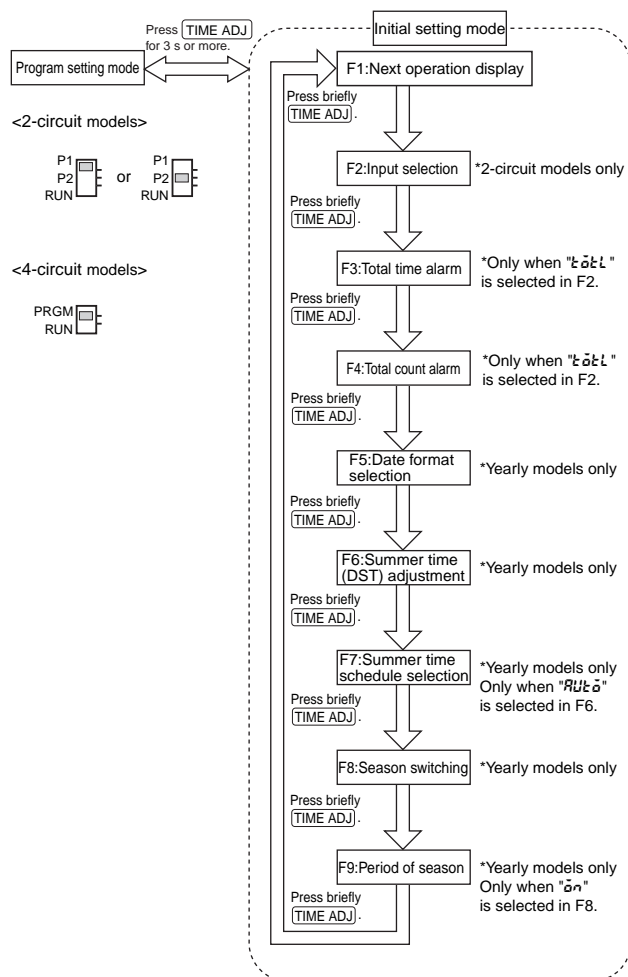 Initial setting mode
Press TIME ADJ
for 3 s or more.
Program setting mode
F1:Next operation display
<2-circuit models>
P1
P2
RUN
or
P1
P2
RUN
<4-circuit models>
PRGM
RUN
Press briefly
TIME ADJ.
F2:Input selection
*2-circuit models only
Press briefly
TIME ADJ.
F3:Total time alarm
*Only when "totL"
is selected in F2.
Press briefly
TIME ADJ.
F4:Total count alarm
*Only when "totL"
is selected in F2.
Press briefly
TIME ADJ.
F5:Date format
selection
*Yearly models only
Press briefly
TIME ADJ.
F6:Summer time
(DST) adjustment
*Yearly models only
Press briefly
TIME ADJ.
F7:Summer time
schedule selection
*Yearly models only
Only when "AUto"
is selected in F6.
Press briefly
TIME ADJ.
F8:Season switching
*Yearly models only
Press briefly
TIME ADJ.
F9:Period of season
*Yearly models only
Only when "on"
is selected in F8.
Press briefly
TIME ADJ.